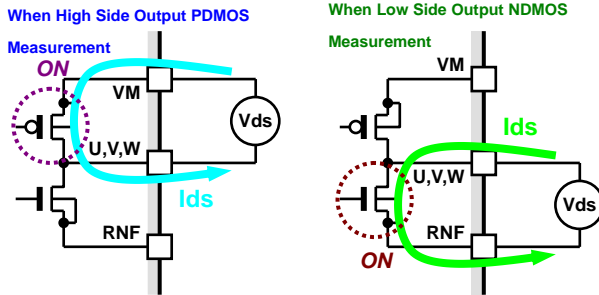 When High Side Output PDMOS
Measurement
ON
VM
Vds
U,V,W
Ids
RNF
When Low Side Output NDMOS
Measurement
VM
Ids
U,V,W
Vds
RNF
ON